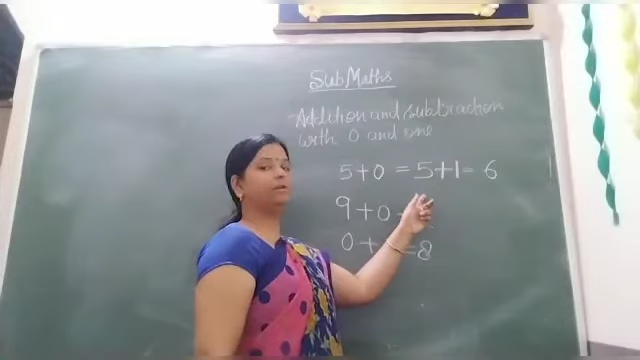 Sub Maths
Addition and subtraction
with 0 and one
5+0 = 5+1 = 6
9+0
0+ =8